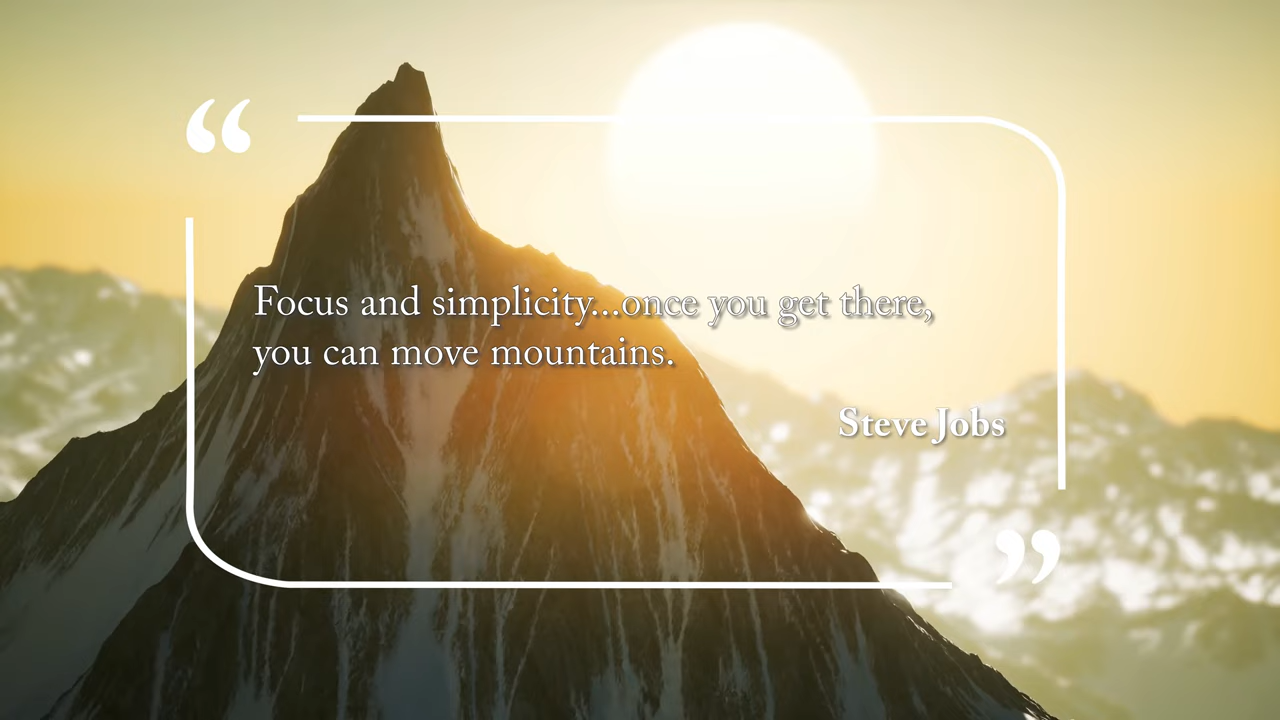 “
Focus and simplicity...once you get there,
you can move mountains.
Steve Jobs
”